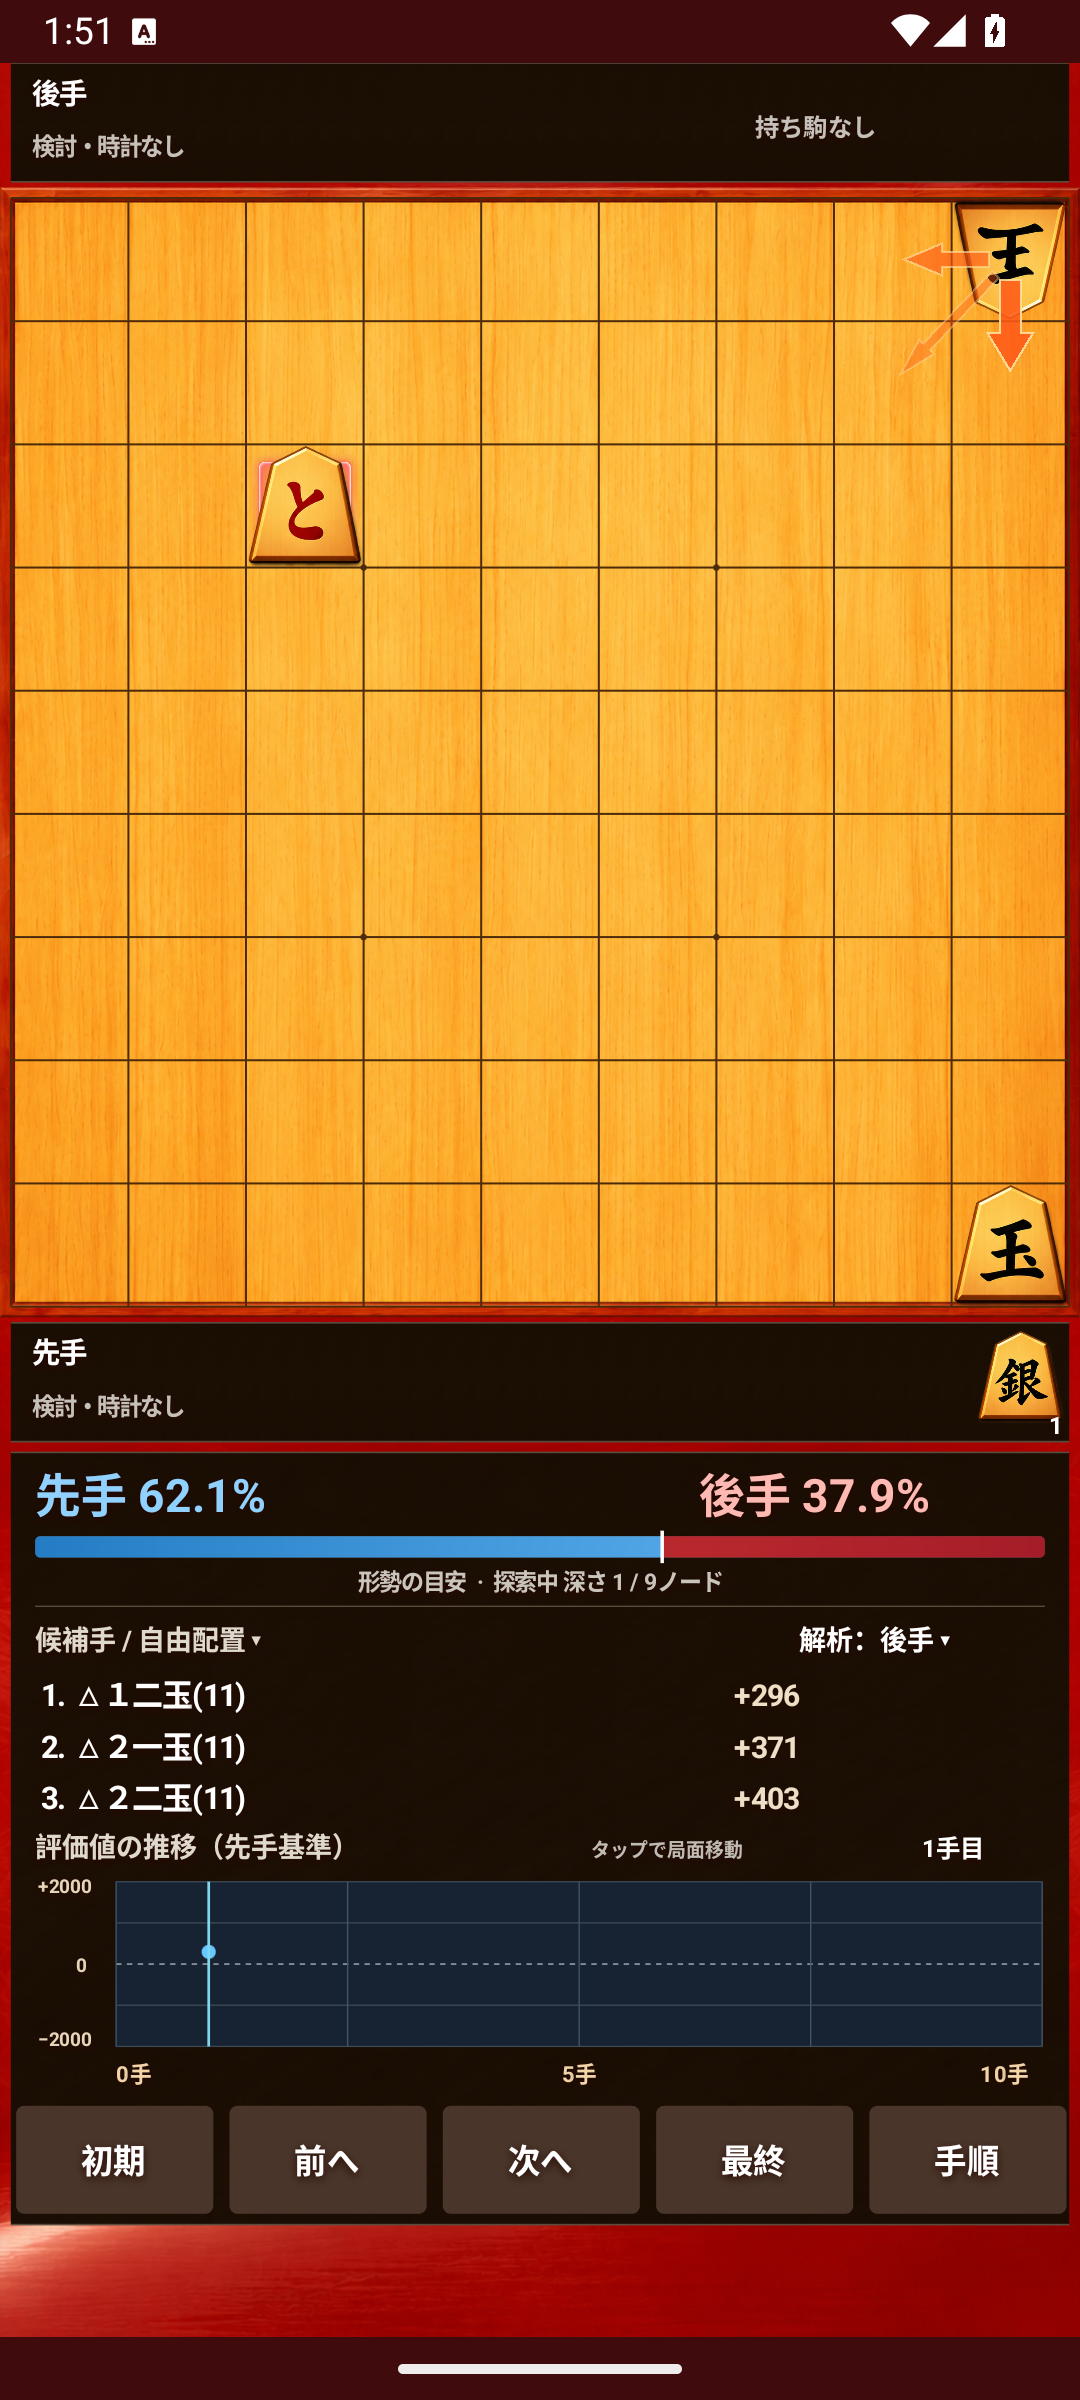 1:51 A
後手
検討・時計なし
持ち駒なし
王
と
玉
先手
検討・時計なし
銀
1
先手 62.1%
後手 37.9%
形勢の目安 · 探索中 深さ 1 / 9ノード
候補手 / 自由配置 ▾
解析：後手 ▾
1. △１二玉(11) +296
2. △２一玉(11) +371
3. △２二玉(11) +403
評価値の推移（先手基準） タップで局面移動 1手目
+2000
0
−2000
0手 5手 10手
初期 前へ 次へ 最終 手順